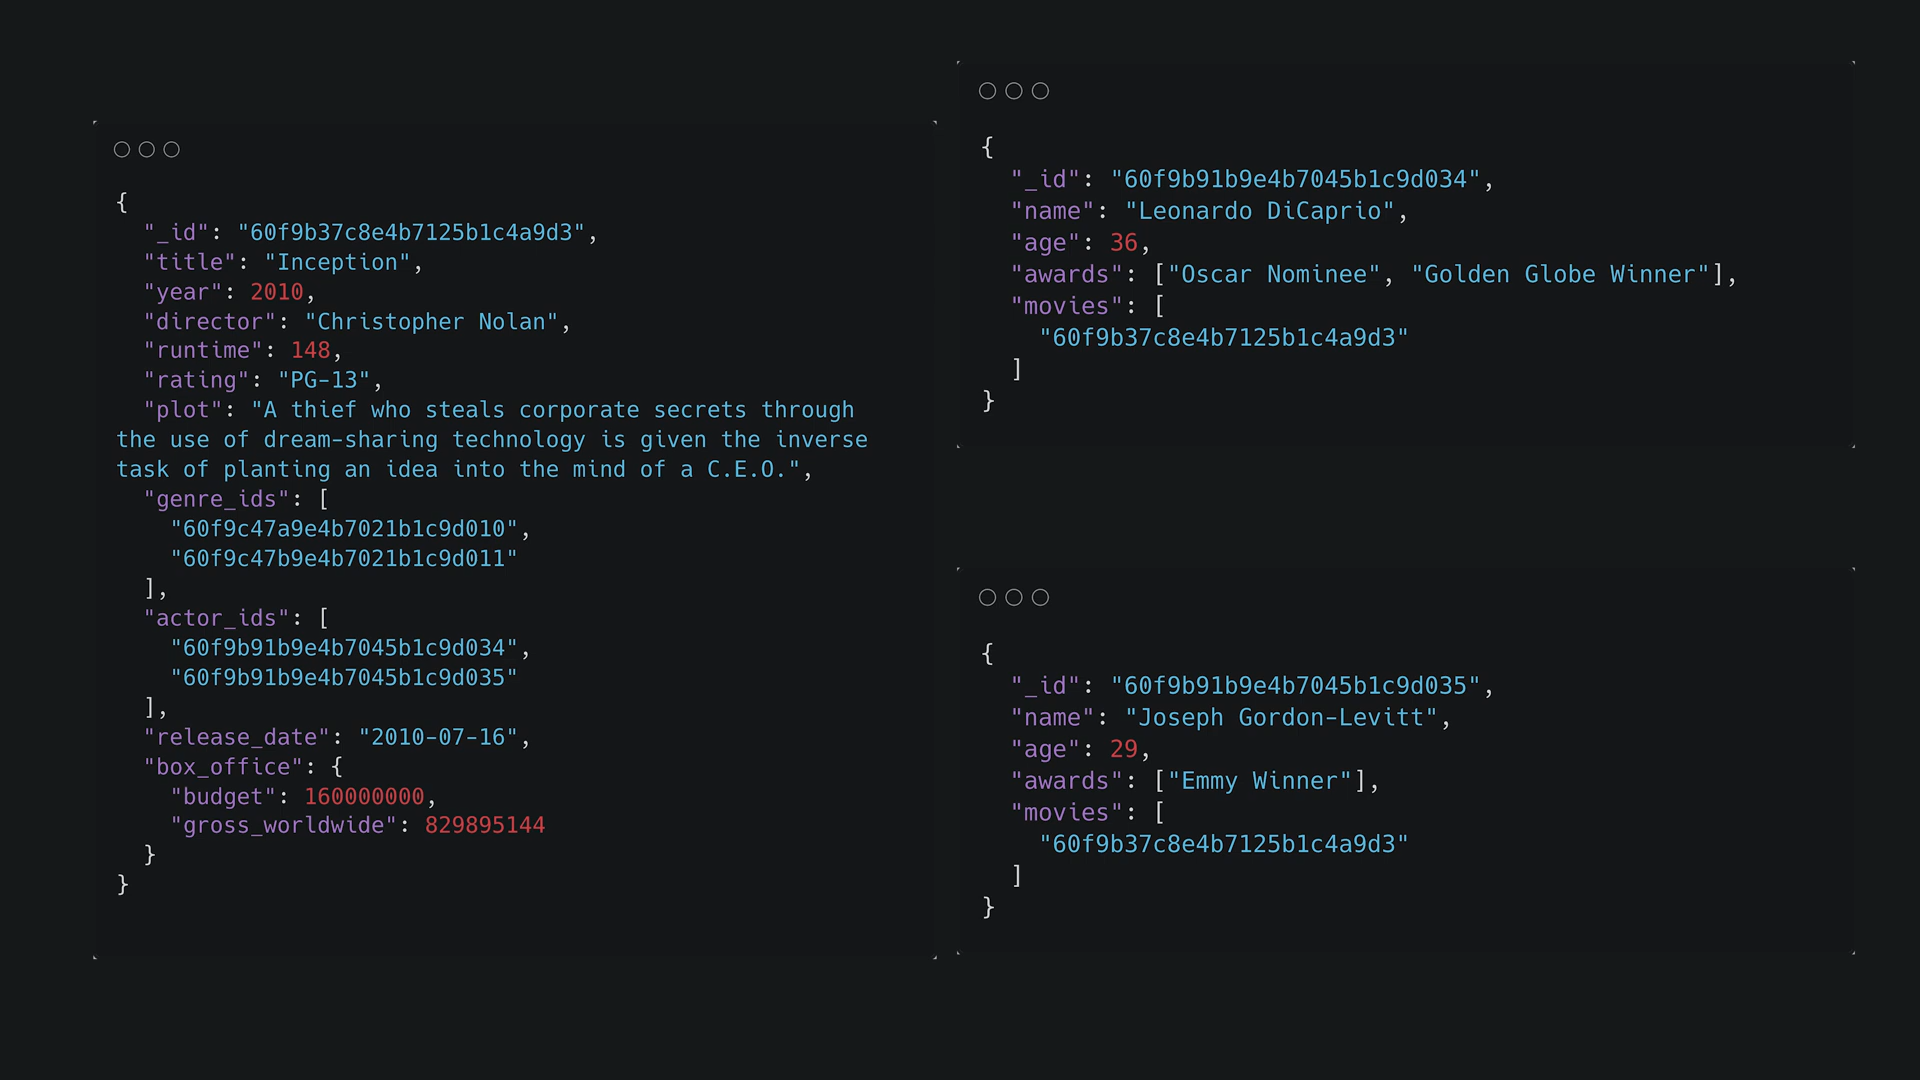 {
  "_id": "60f9b37c8e4b7125b1c4a9d3",
  "title": "Inception",
  "year": 2010,
  "director": "Christopher Nolan",
  "runtime": 148,
  "rating": "PG-13",
  "plot": "A thief who steals corporate secrets through
the use of dream-sharing technology is given the inverse
task of planting an idea into the mind of a C.E.O.",
  "genre_ids": [
    "60f9c47a9e4b7021b1c9d010",
    "60f9c47b9e4b7021b1c9d011"
  ],
  "actor_ids": [
    "60f9b91b9e4b7045b1c9d034",
    "60f9b91b9e4b7045b1c9d035"
  ],
  "release_date": "2010-07-16",
  "box_office": {
    "budget": 160000000,
    "gross_worldwide": 829895144
  }
}
{
  "_id": "60f9b91b9e4b7045b1c9d034",
  "name": "Leonardo DiCaprio",
  "age": 36,
  "awards": ["Oscar Nominee", "Golden Globe Winner"],
  "movies": [
    "60f9b37c8e4b7125b1c4a9d3"
  ]
}
{
  "_id": "60f9b91b9e4b7045b1c9d035",
  "name": "Joseph Gordon-Levitt",
  "age": 29,
  "awards": ["Emmy Winner"],
  "movies": [
    "60f9b37c8e4b7125b1c4a9d3"
  ]
}